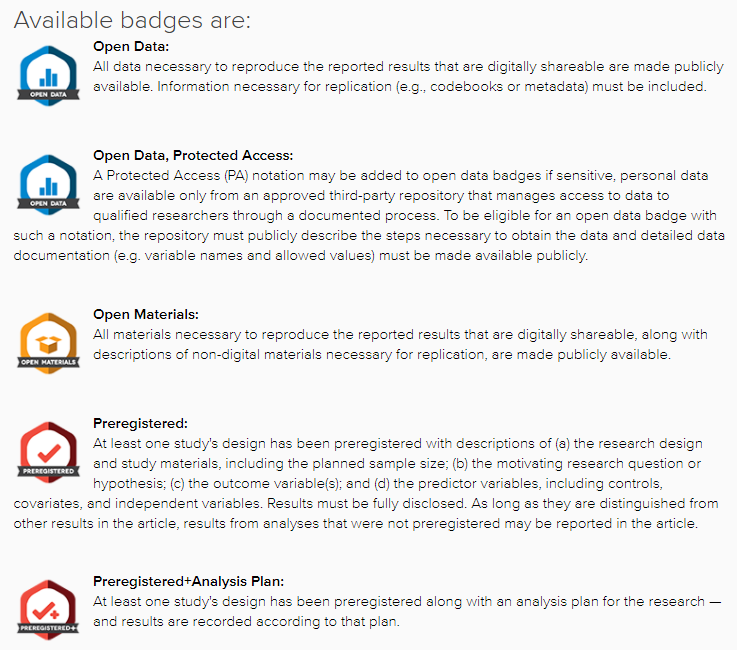 Available badges are:
Open Data:
All data necessary to reproduce the reported results that are digitally shareable are made publicly
available. Information necessary for replication (e.g., codebooks or metadata) must be included.
OPEN DATA
Open Data, Protected Access:
A Protected Access (PA) notation may be added to open data badges if sensitive, personal data
are available only from an approved third-party repository that manages access to data to
OPEN DATA
qualified researchers through a documented process. To be eligible for an open data badge with
such a notation, the repository must publicly describe the steps necessary to obtain the data and detailed data
documentation (e.g. variable names and allowed values) must be made available publicly.
Open Materials:
All materials necessary to reproduce the reported results that are digitally shareable, along with
descriptions of non-digital materials necessary for replication, are made publicly available.
OPEN MATERIALS
Preregistered:
At least one study's design has been preregistered with descriptions of (a) the research design
and study materials, including the planned sample size; (b) the motivating research question or
PREREGISTERED
hypothesis; (c) the outcome variable(s); and (d) the predictor variables, including controls,
covariates, and independent variables. Results must be fully disclosed. As long as they are distinguished from
other results in the article, results from analyses that were not preregistered may be reported in the article.
Preregistered+Analysis Plan:
At least one study's design has been preregistered along with an analysis plan for the research —
and results are recorded according to that plan.
PREREGISTERED+